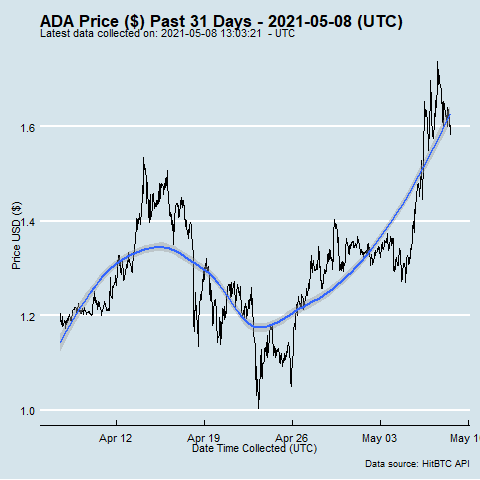 ADA Price ($) Past 31 Days - 2021-05-08 (UTC)
Latest data collected on: 2021-05-08 13:03:21 - UTC
1.6
1.4
1.2
1.0
Price USD ($)
Apr 12
Apr 19
Apr 26
May 03
May 1
Date Time Collected (UTC)
Data source: HitBTC API